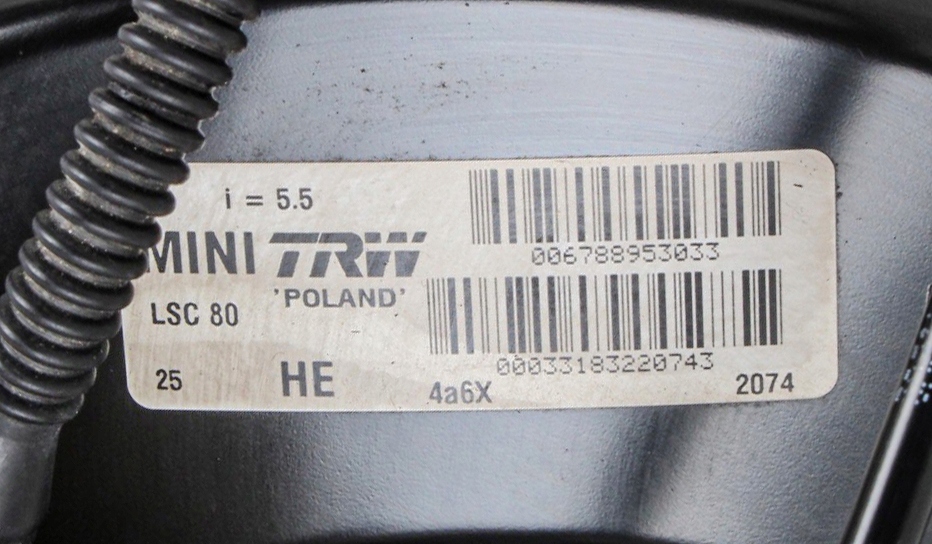 i = 5.5
006788953033
MINI TRW
'POLAND'
LSC 80
00033183220743
25 HE 4a6X 2074